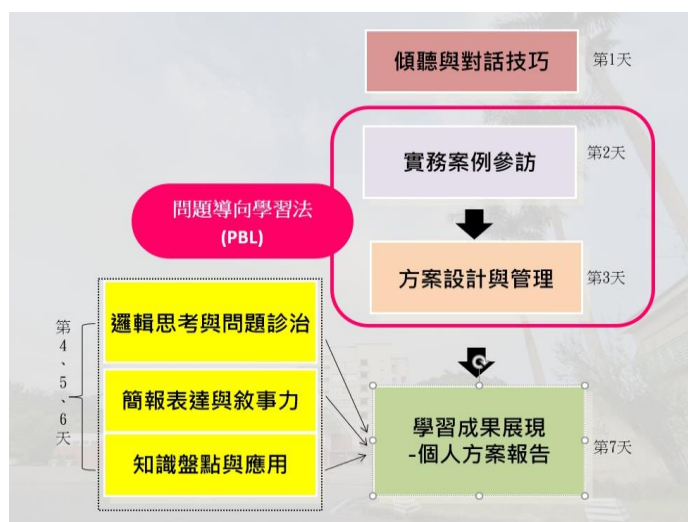 傾聽與對話技巧
第1天
實務案例參訪
第2天
問題導向學習法
(PBL)
方案設計與管理
第3天
邏輯思考與問題診治
簡報表達與敘事力
知識盤點與應用
第4、5、6天
學習成果展現
-個人方案報告
第7天